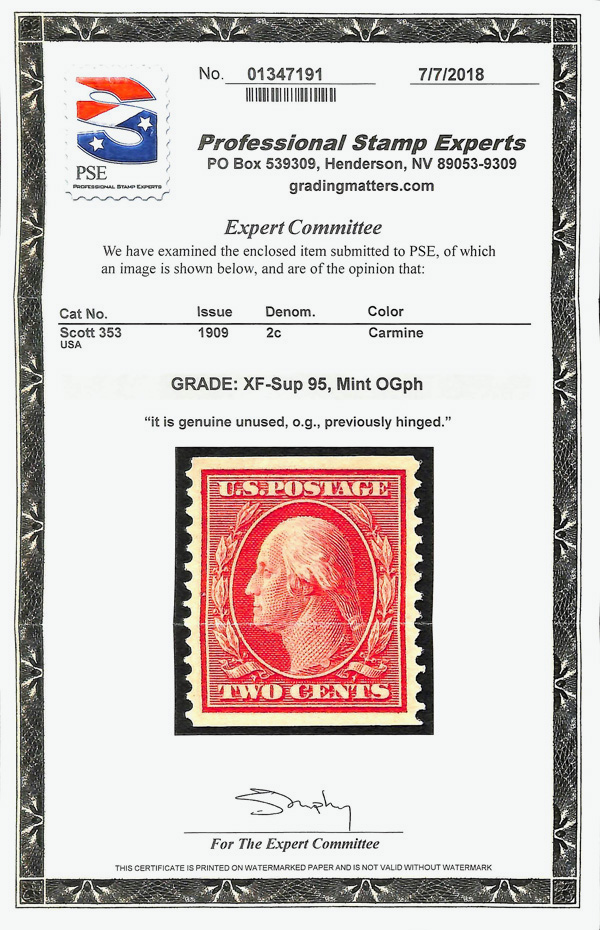 No. 01347191 7/7/2018
PSE
PROFESSIONAL STAMP EXPERTS
Professional Stamp Experts
PO Box 539309, Henderson, NV 89053-9309
gradingmatters.com
Expert Committee
We have examined the enclosed item submitted to PSE, of which
an image is shown below, and are of the opinion that:
Cat No. Issue Denom. Color
Scott 353 1909 2c Carmine
USA
GRADE: XF-Sup 95, Mint OGph
“it is genuine unused, o.g., previously hinged.”
U.S. POSTAGE
TWO CENTS
For The Expert Committee
THIS CERTIFICATE IS PRINTED ON WATERMARKED PAPER AND IS NOT VALID WITHOUT WATERMARK